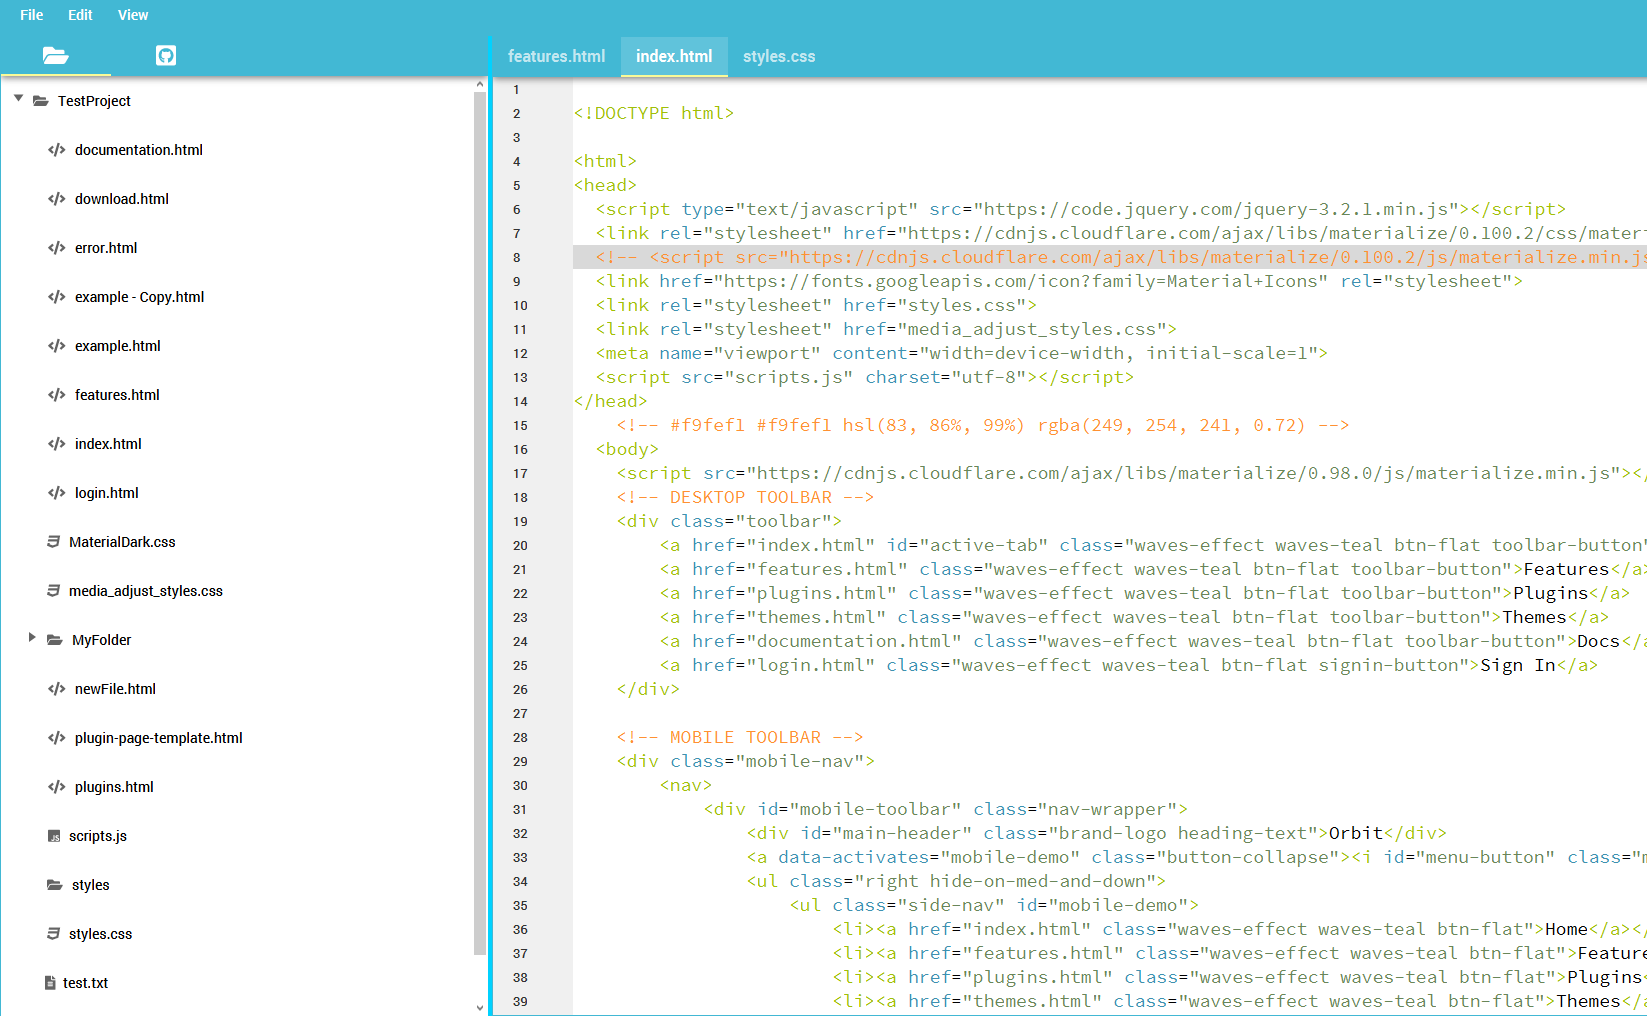 File Edit View
features.html index.html styles.css
TestProject
documentation.html
download.html
error.html
example - Copy.html
example.html
features.html
index.html
login.html
MaterialDark.css
media_adjust_styles.css
MyFolder
newFile.html
plugin-page-template.html
plugins.html
scripts.js
styles
styles.css
test.txt
1
2 <!DOCTYPE html>
3
4 <html>
5 <head>
6 <script type="text/javascript" src="https://code.jquery.com/jquery-3.2.1.min.js"></script>
7 <link rel="stylesheet" href="https://cdnjs.cloudflare.com/ajax/libs/materialize/0.100.2/css/mater
8 <!-- <script src="https://cdnjs.cloudflare.com/ajax/libs/materialize/0.100.2/js/materialize.min.js
9 <link href="https://fonts.googleapis.com/icon?family=Material+Icons" rel="stylesheet">
10 <link rel="stylesheet" href="styles.css">
11 <link rel="stylesheet" href="media_adjust_styles.css">
12 <meta name="viewport" content="width=device-width, initial-scale=1">
13 <script src="scripts.js" charset="utf-8"></script>
14 </head>
15 <!-- #f9fef1 #f9fef1 hsl(83, 86%, 99%) rgba(249, 254, 241, 0.72) -->
16 <body>
17 <script src="https://cdnjs.cloudflare.com/ajax/libs/materialize/0.98.0/js/materialize.min.js"></
18 <!-- DESKTOP TOOLBAR -->
19 <div class="toolbar">
20 <a href="index.html" id="active-tab" class="waves-effect waves-teal btn-flat toolbar-button"
21 <a href="features.html" class="waves-effect waves-teal btn-flat toolbar-button">Features</a>
22 <a href="plugins.html" class="waves-effect waves-teal btn-flat toolbar-button">Plugins</a>
23 <a href="themes.html" class="waves-effect waves-teal btn-flat toolbar-button">Themes</a>
24 <a href="documentation.html" class="waves-effect waves-teal btn-flat toolbar-button">Docs</a
25 <a href="login.html" class="waves-effect waves-teal btn-flat signin-button">Sign In</a>
26 </div>
27
28 <!-- MOBILE TOOLBAR -->
29 <div class="mobile-nav">
30 <nav>
31 <div id="mobile-toolbar" class="nav-wrapper">
32 <div id="main-header" class="brand-logo heading-text">Orbit</div>
33 <a data-activates="mobile-demo" class="button-collapse"><i id="menu-button" class="m
34 <ul class="right hide-on-med-and-down">
35 <ul class="side-nav" id="mobile-demo">
36 <li><a href="index.html" class="waves-effect waves-teal btn-flat">Home</a></
37 <li><a href="features.html" class="waves-effect waves-teal btn-flat">Feature
38 <li><a href="plugins.html" class="waves-effect waves-teal btn-flat">Plugins<
39 <li><a href="themes.html" class="waves-effect waves-teal btn-flat">Themes</a